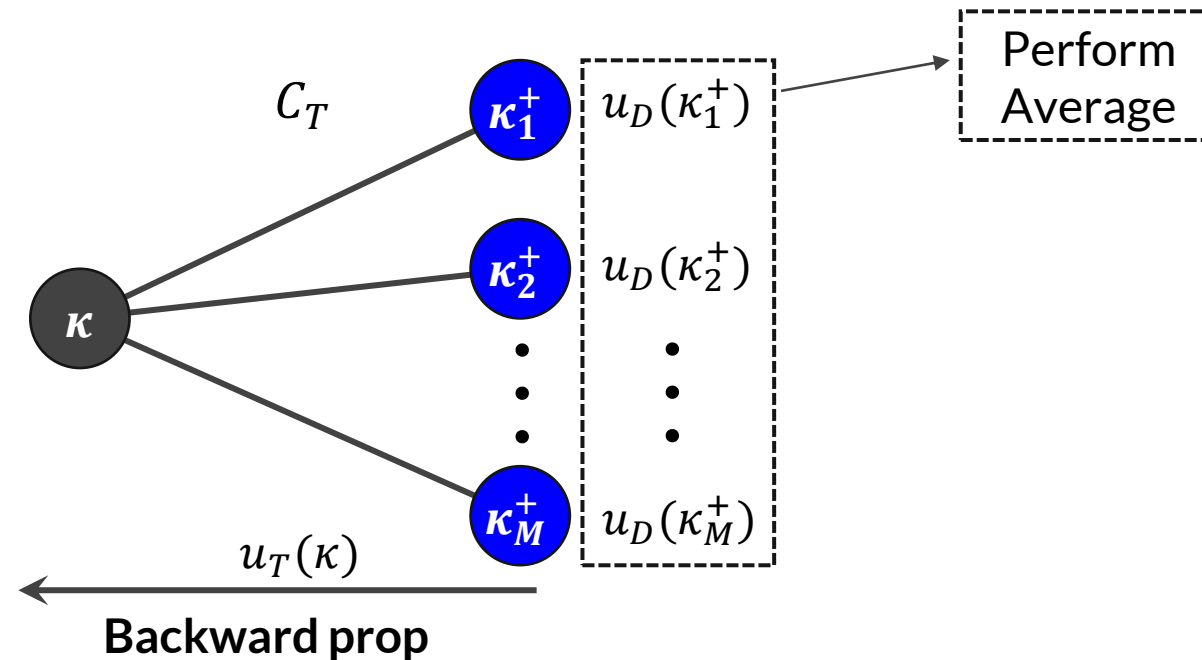 C_T
κ_1^+
u_D(κ_1^+)
Perform
Average
κ_2^+
u_D(κ_2^+)
κ
κ_M^+
u_D(κ_M^+)
u_T(κ)
Backward prop